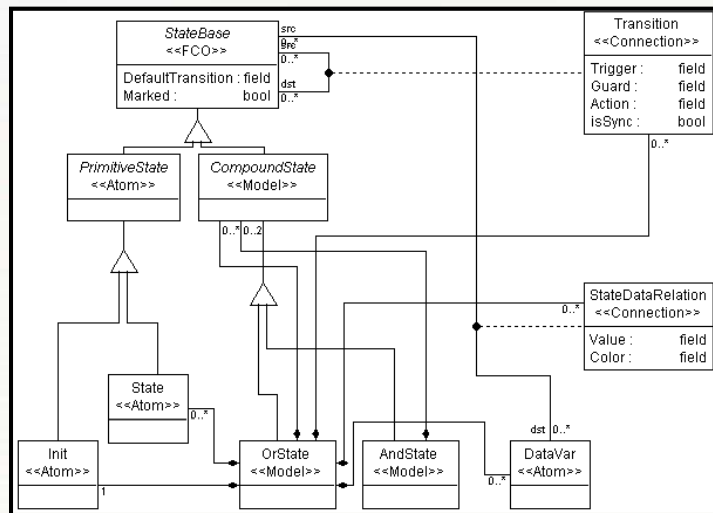 StateBase
<<FCO>>
DefaultTransition : field
Marked : bool
src
0..*
src
0..*
dst
0..*
Transition
<<Connection>>
Trigger : field
Guard : field
Action : field
isSync : bool
0..*
PrimitiveState
<<Atom>>
CompoundState
<<Model>>
0..*
0..2
StateDataRelation
<<Connection>>
Value : field
Color : field
0..*
State
<<Atom>>
0..*
Init
<<Atom>>
1
OrState
<<Model>>
AndState
<<Model>>
dst 0..*
DataVar
<<Atom>>
0..*